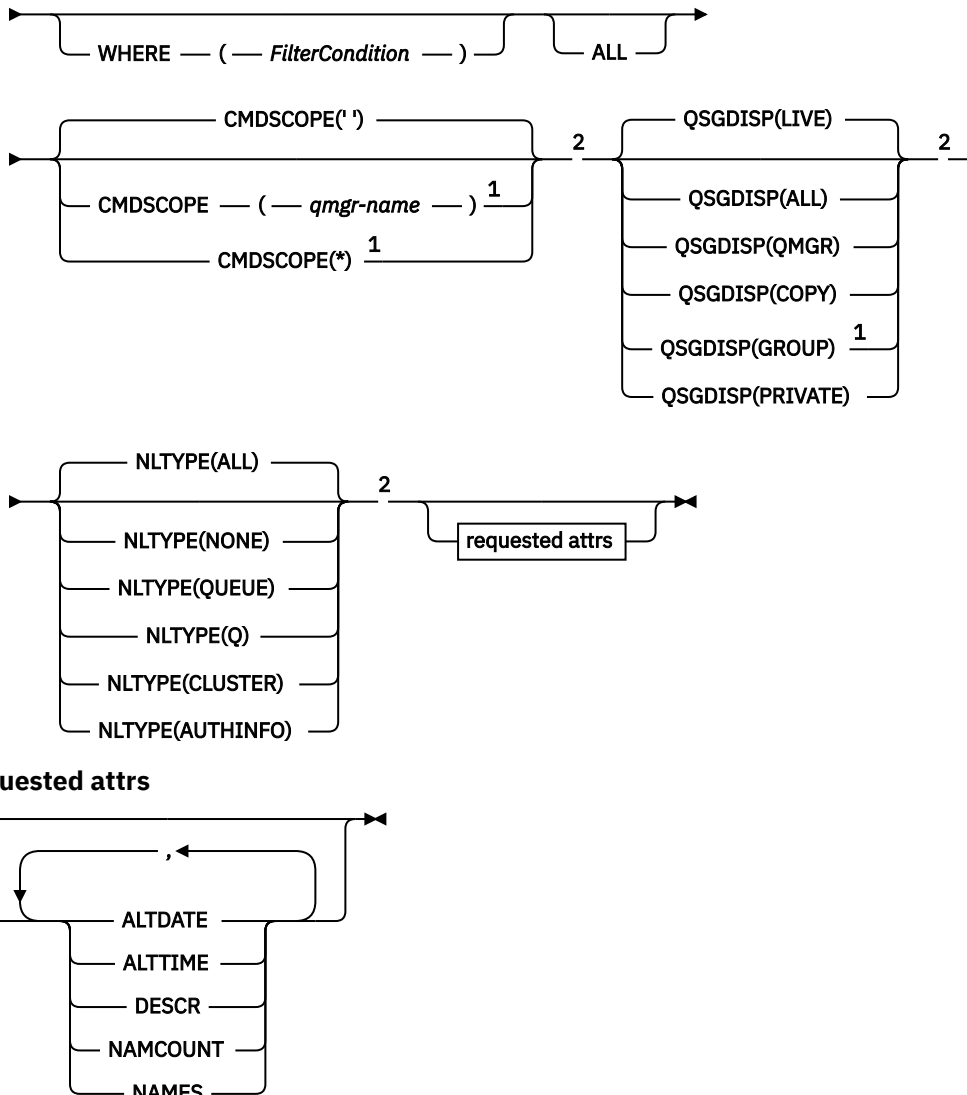 WHERE ( FilterCondition ) ALL
CMDSCOPE(' ') 2 QSGDISP(LIVE) 2
CMDSCOPE ( qmgr-name ) 1 QSGDISP(ALL)
CMDSCOPE(*) 1 QSGDISP(QMGR)
QSGDISP(COPY)
QSGDISP(GROUP) 1
QSGDISP(PRIVATE)
NLTYPE(ALL) 2
NLTYPE(NONE) requested attrs
NLTYPE(QUEUE)
NLTYPE(Q)
NLTYPE(CLUSTER)
NLTYPE(AUTHINFO)
uested attrs
,
ALTDATE
ALTTIME
DESCR
NAMCOUNT
NAMES